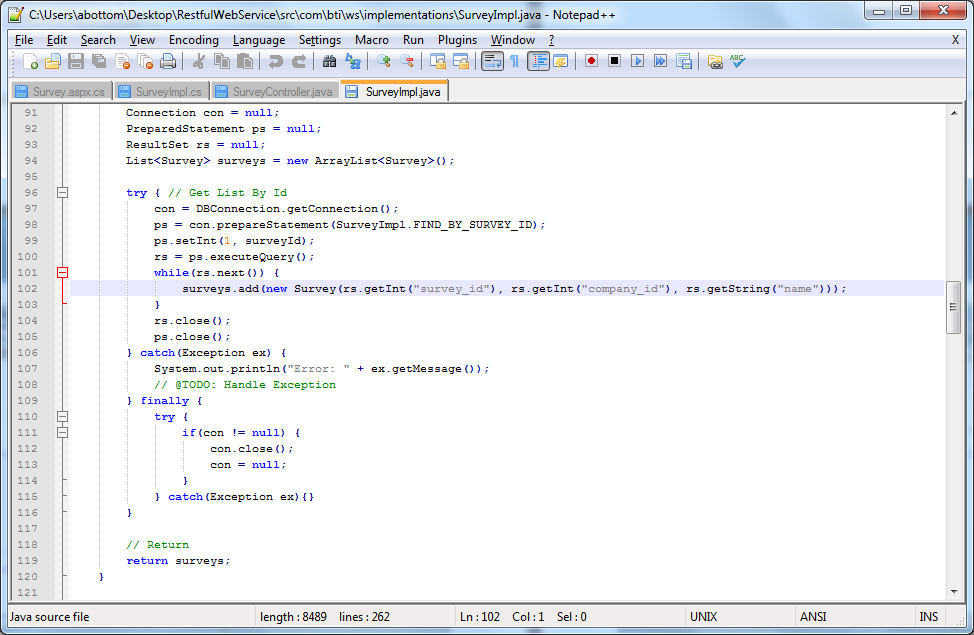 C:\Users\abottom\Desktop\RestfulWebService\src\com\bti\ws\implementations\SurveyImpl.java - Notepad++
File Edit Search View Encoding Language Settings Macro Run Plugins Window ? X
ABC
Survey.aspx.cs SurveyImpl.cs SurveyController.java SurveyImpl.java
91 Connection con = null;
92 PreparedStatement ps = null;
93 ResultSet rs = null;
94 List<Survey> surveys = new ArrayList<Survey>();
95
96 try { // Get List By Id
97 con = DBConnection.getConnection();
98 ps = con.prepareStatement(SurveyImpl.FIND_BY_SURVEY_ID);
99 ps.setInt(1, surveyId);
100 rs = ps.executeQuery();
101 while(rs.next()) {
102 surveys.add(new Survey(rs.getInt("survey_id"), rs.getInt("company_id"), rs.getString("name")));
103 }
104 rs.close();
105 ps.close();
106 } catch(Exception ex) {
107 System.out.println("Error: " + ex.getMessage());
108 // @TODO: Handle Exception
109 } finally {
110 try {
111 if(con != null) {
112 con.close();
113 con = null;
114 }
115 } catch(Exception ex){}
116 }
117
118 // Return
119 return surveys;
120 }
121
Java source file length : 8489 lines : 262 Ln : 102 Col : 1 Sel : 0 UNIX ANSI INS